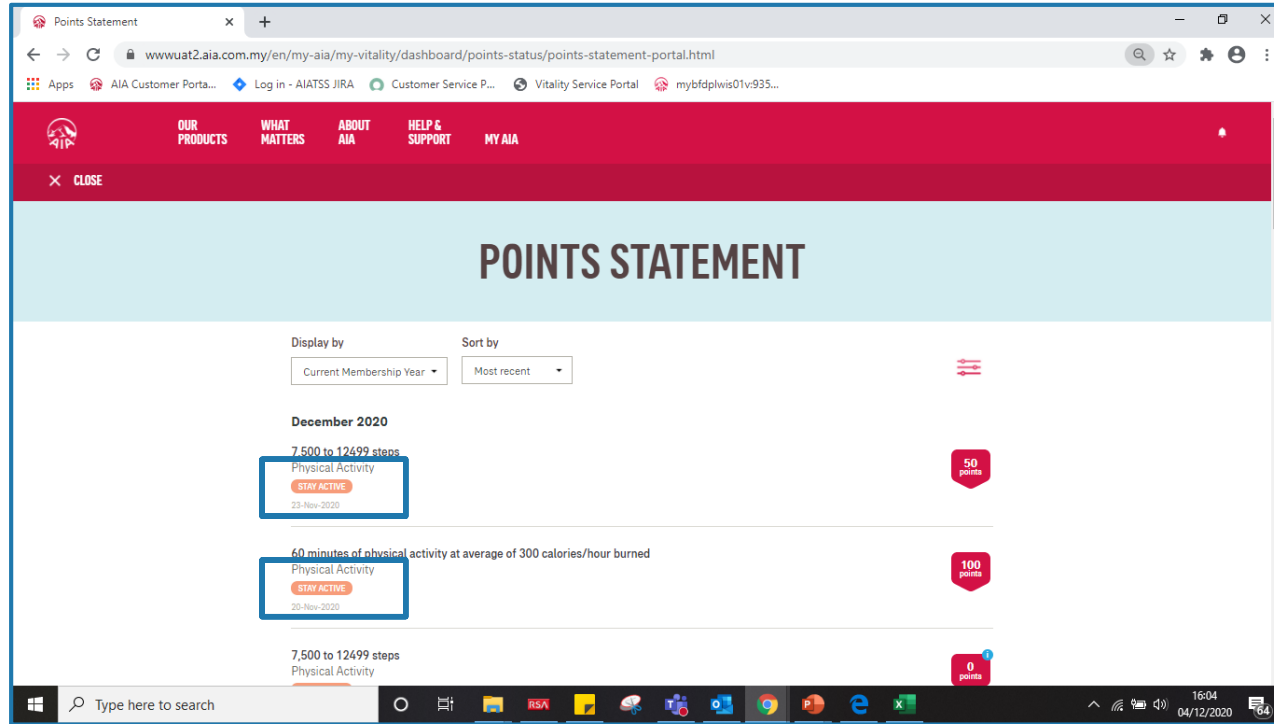 Points Statement
wwwuat2.aia.com.my/en/my-aia/my-vitality/dashboard/points-status/points-statement-portal.html
Apps AIA Customer Porta... Log in - AIATSS JIRA Customer Service P... Vitality Service Portal mybfdplwis01v:935...
AIA
OUR PRODUCTS
WHAT MATTERS
ABOUT AIA
HELP & SUPPORT
MY AIA
CLOSE
POINTS STATEMENT
Display by Sort by
Current Membership Year Most recent
December 2020
7,500 to 12499 steps
Physical Activity
STAY ACTIVE
23-Nov-2020
50 points
60 minutes of physical activity at average of 300 calories/hour burned
Physical Activity
STAY ACTIVE
20-Nov-2020
100 points
7,500 to 12499 steps
Physical Activity
0 points
Type here to search
RSA
16:04
04/12/2020
64